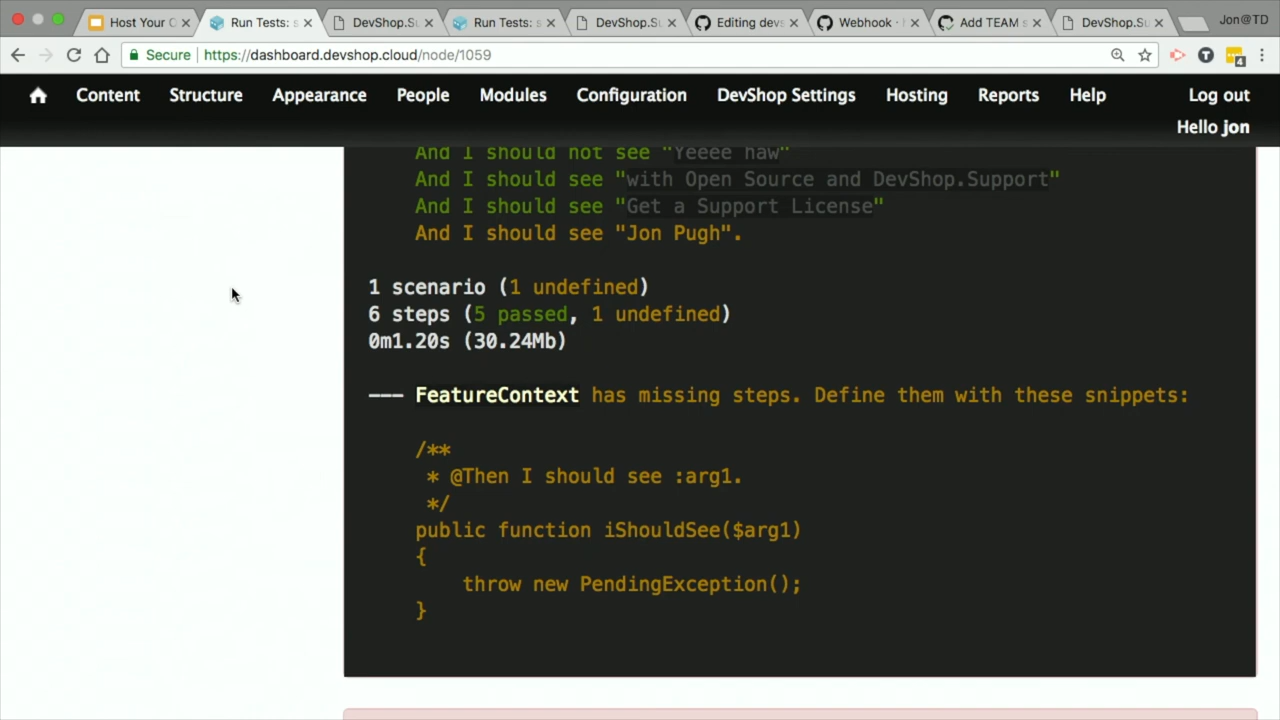 Host Your O
Run Tests: s
DevShop.Su
Run Tests: s
DevShop.Su
Editing devs
Webhook · h
Add TEAM s
DevShop.Su
Jon@TD
Secure
https://dashboard.devshop.cloud/node/1059
T
4
Content
Structure
Appearance
People
Modules
Configuration
DevShop Settings
Hosting
Reports
Help
Log out
Hello jon
And I should not see "Yeeee haw"
And I should see "with Open Source and DevShop.Support"
And I should see "Get a Support License"
And I should see "Jon Pugh".
1 scenario (1 undefined)
6 steps (5 passed, 1 undefined)
0m1.20s (30.24Mb)
--- FeatureContext has missing steps. Define them with these snippets:
/**
* @Then I should see :arg1.
*/
public function iShouldSee($arg1)
{
throw new PendingException();
}